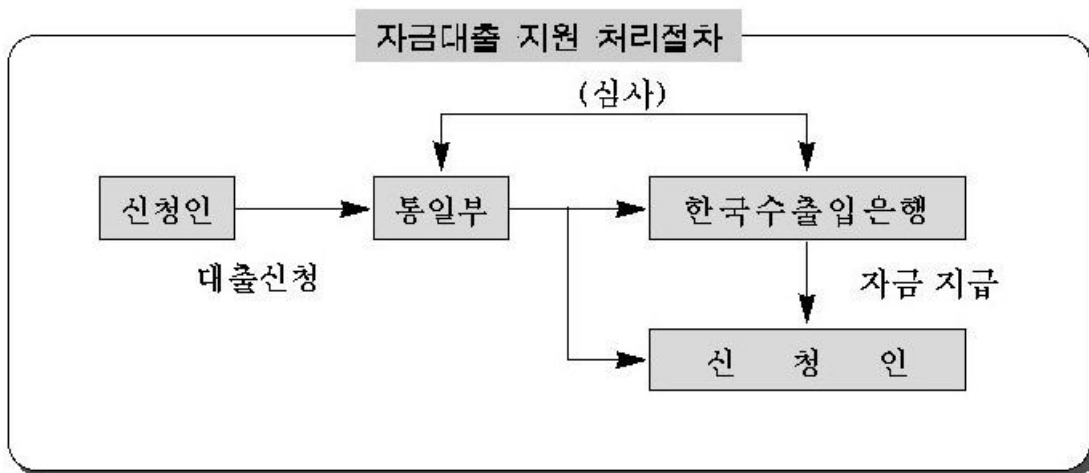 자금대출 지원 처리절차
(심사)
신청인
통일부
한국수출입은행
대출신청
자금 지급
신 청 인